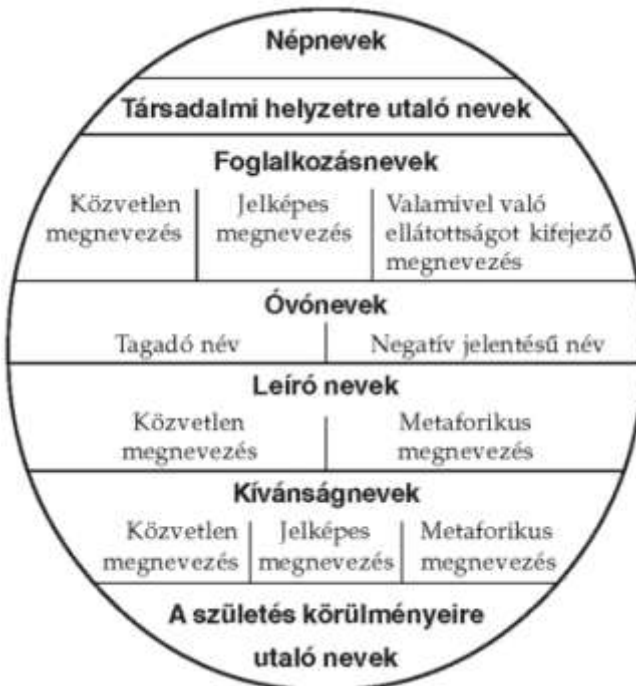 Népnevek
Társadalmi helyzetre utaló nevek
Foglalkozásnevek
Közvetlen
megnevezés
Jelképes
megnevezés
Valamivel való
ellátottságot kifejező
megnevezés
Óvónevek
Tagadó név
Negatív jelentésű név
Leíró nevek
Közvetlen
megnevezés
Metaforikus
megnevezés
Kívánságnevek
Közvetlen
megnevezés
Jelképes
megnevezés
Metaforikus
megnevezés
A születés körülményeire
utaló nevek